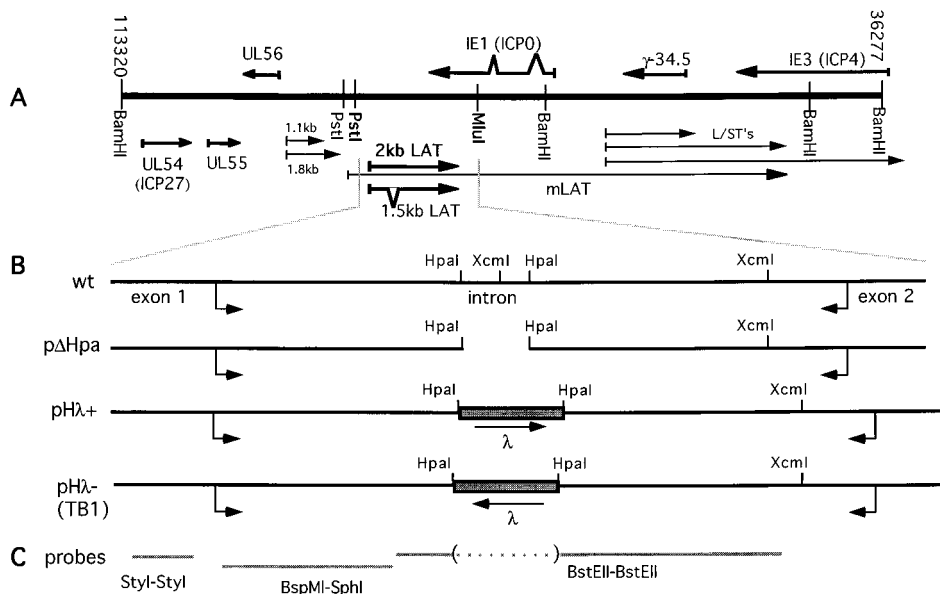 113320
36277
UL56
IE1 (ICP0)
γ-34.5
IE3 (ICP4)
A
BamHI
PstI
PstI
MluI
BamHI
BamHI
BamHI
UL54
(ICP27)
UL55
1.1kb
1.8kb
2kb LAT
1.5kb LAT
mLAT
L/ST's
B
wt
HpaI
XcmI
HpaI
XcmI
exon 1
intron
exon 2
pΔHpa
HpaI
HpaI
XcmI
pHλ+
HpaI
HpaI
XcmI
λ
pHλ-
(TB1)
HpaI
HpaI
XcmI
λ
C
probes
( )
StyI-StyI
BspMI-SphI
BstEII-BstEII